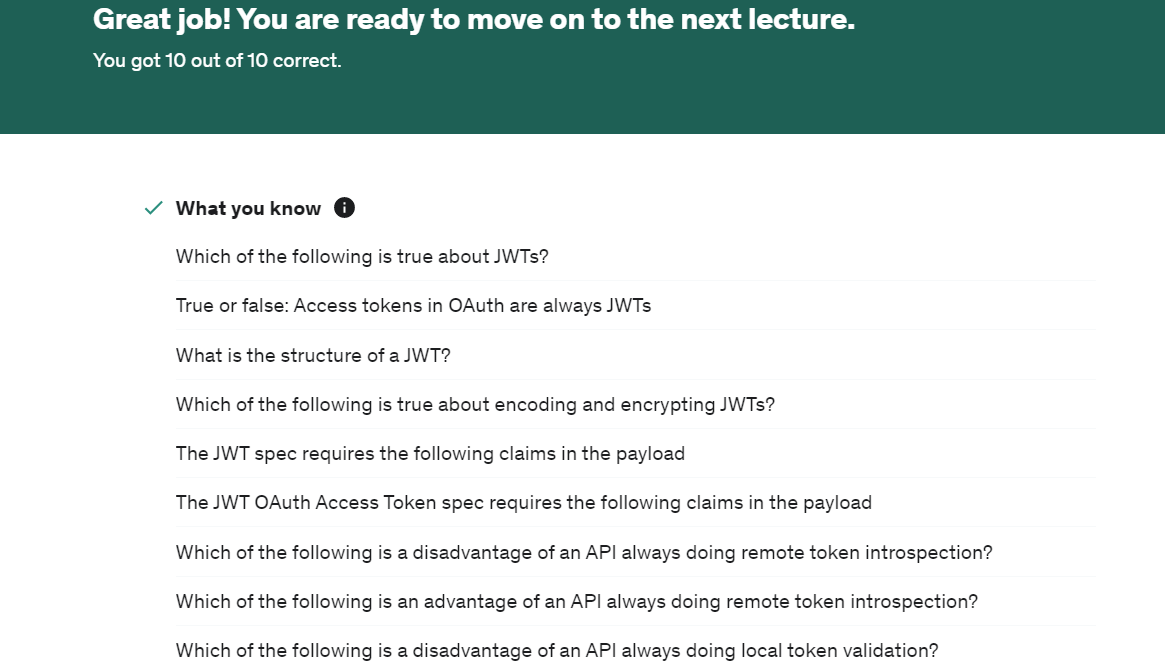 Great job! You are ready to move on to the next lecture.
You got 10 out of 10 correct.
What you know
Which of the following is true about JWTs?
True or false: Access tokens in OAuth are always JWTs
What is the structure of a JWT?
Which of the following is true about encoding and encrypting JWTs?
The JWT spec requires the following claims in the payload
The JWT OAuth Access Token spec requires the following claims in the payload
Which of the following is a disadvantage of an API always doing remote token introspection?
Which of the following is an advantage of an API always doing remote token introspection?
Which of the following is a disadvantage of an API always doing local token validation?